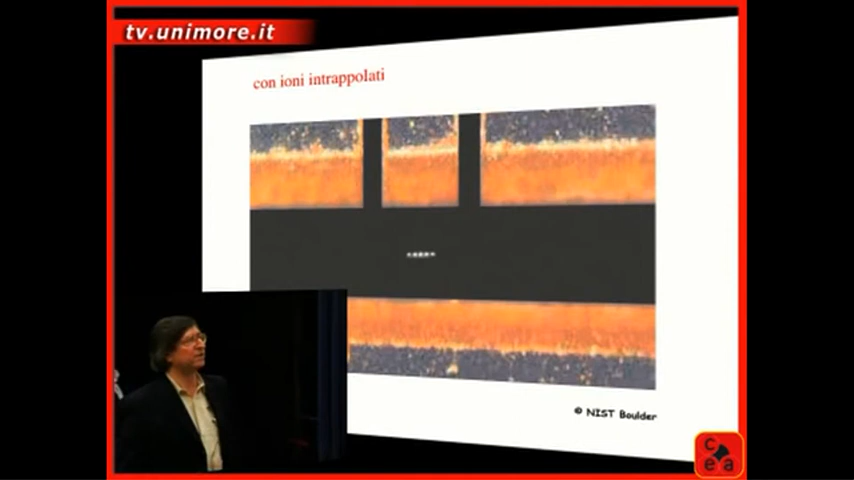 tv.unimore.it
con ioni intrappolati
© NIST Boulder
c
e a